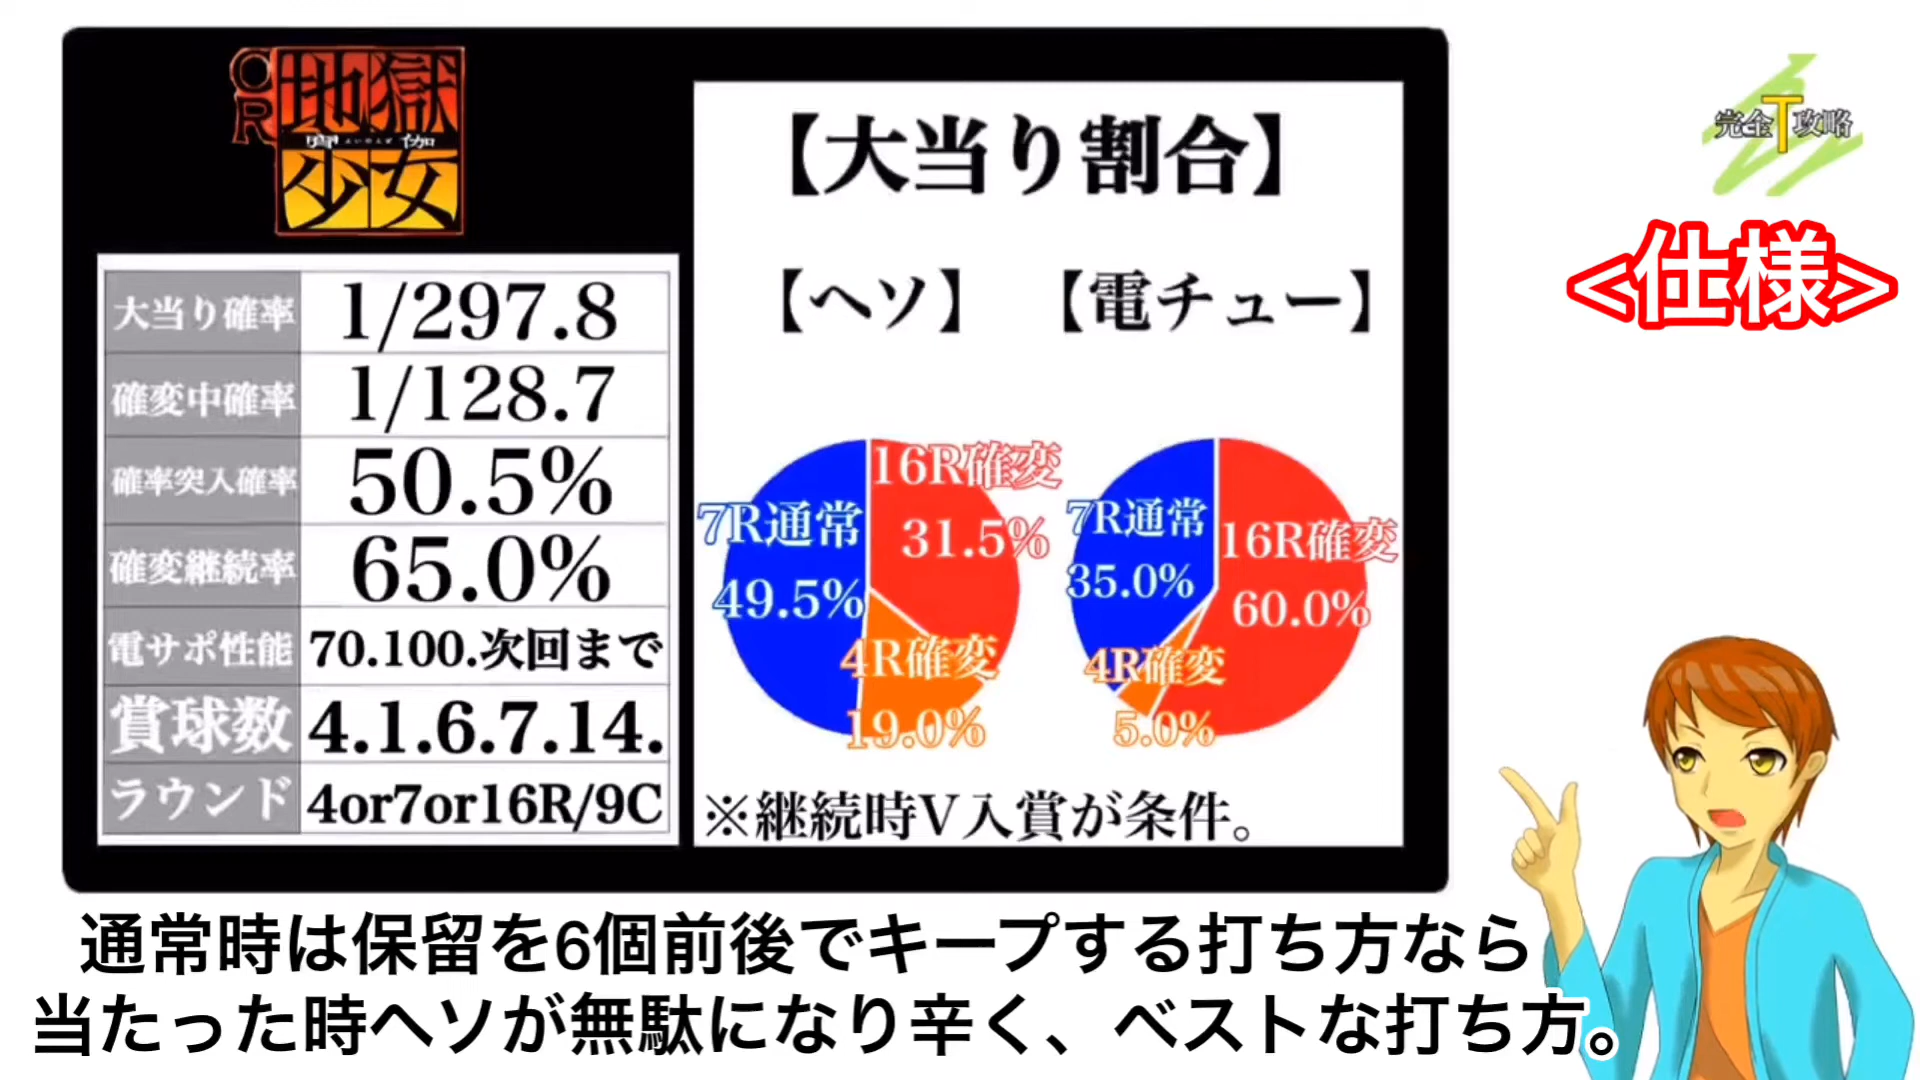 CR
地獄
少女
大当り確率 1/297.8
確変中確率 1/128.7
確率突入確率 50.5%
確変継続率 65.0%
電サポ性能 70.100.次回まで
賞球数 4.1.6.7.14.
ラウンド 4or7or16R/9C
【大当り割合】
【ヘソ】 【電チュー】
16R確変
31.5%
7R通常
49.5%
4R確変
19.0%
7R通常
35.0%
16R確変
60.0%
4R確変
5.0%
※継続時V入賞が条件。
完全T攻略
<仕様>
通常時は保留を6個前後でキープする打ち方なら
当たった時ヘソが無駄になり辛く、ベストな打ち方。